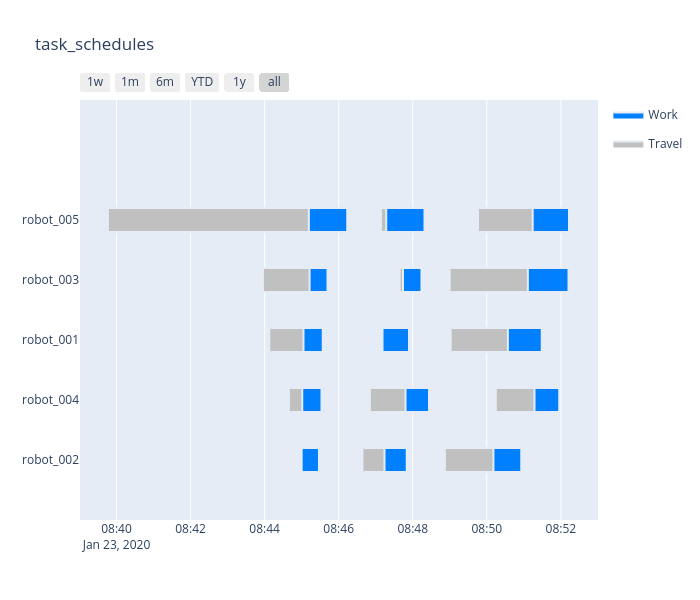 task_schedules
1w 1m 6m YTD 1y all
Work
Travel
robot_005
robot_003
robot_001
robot_004
robot_002
08:40 08:42 08:44 08:46 08:48 08:50 08:52
Jan 23, 2020